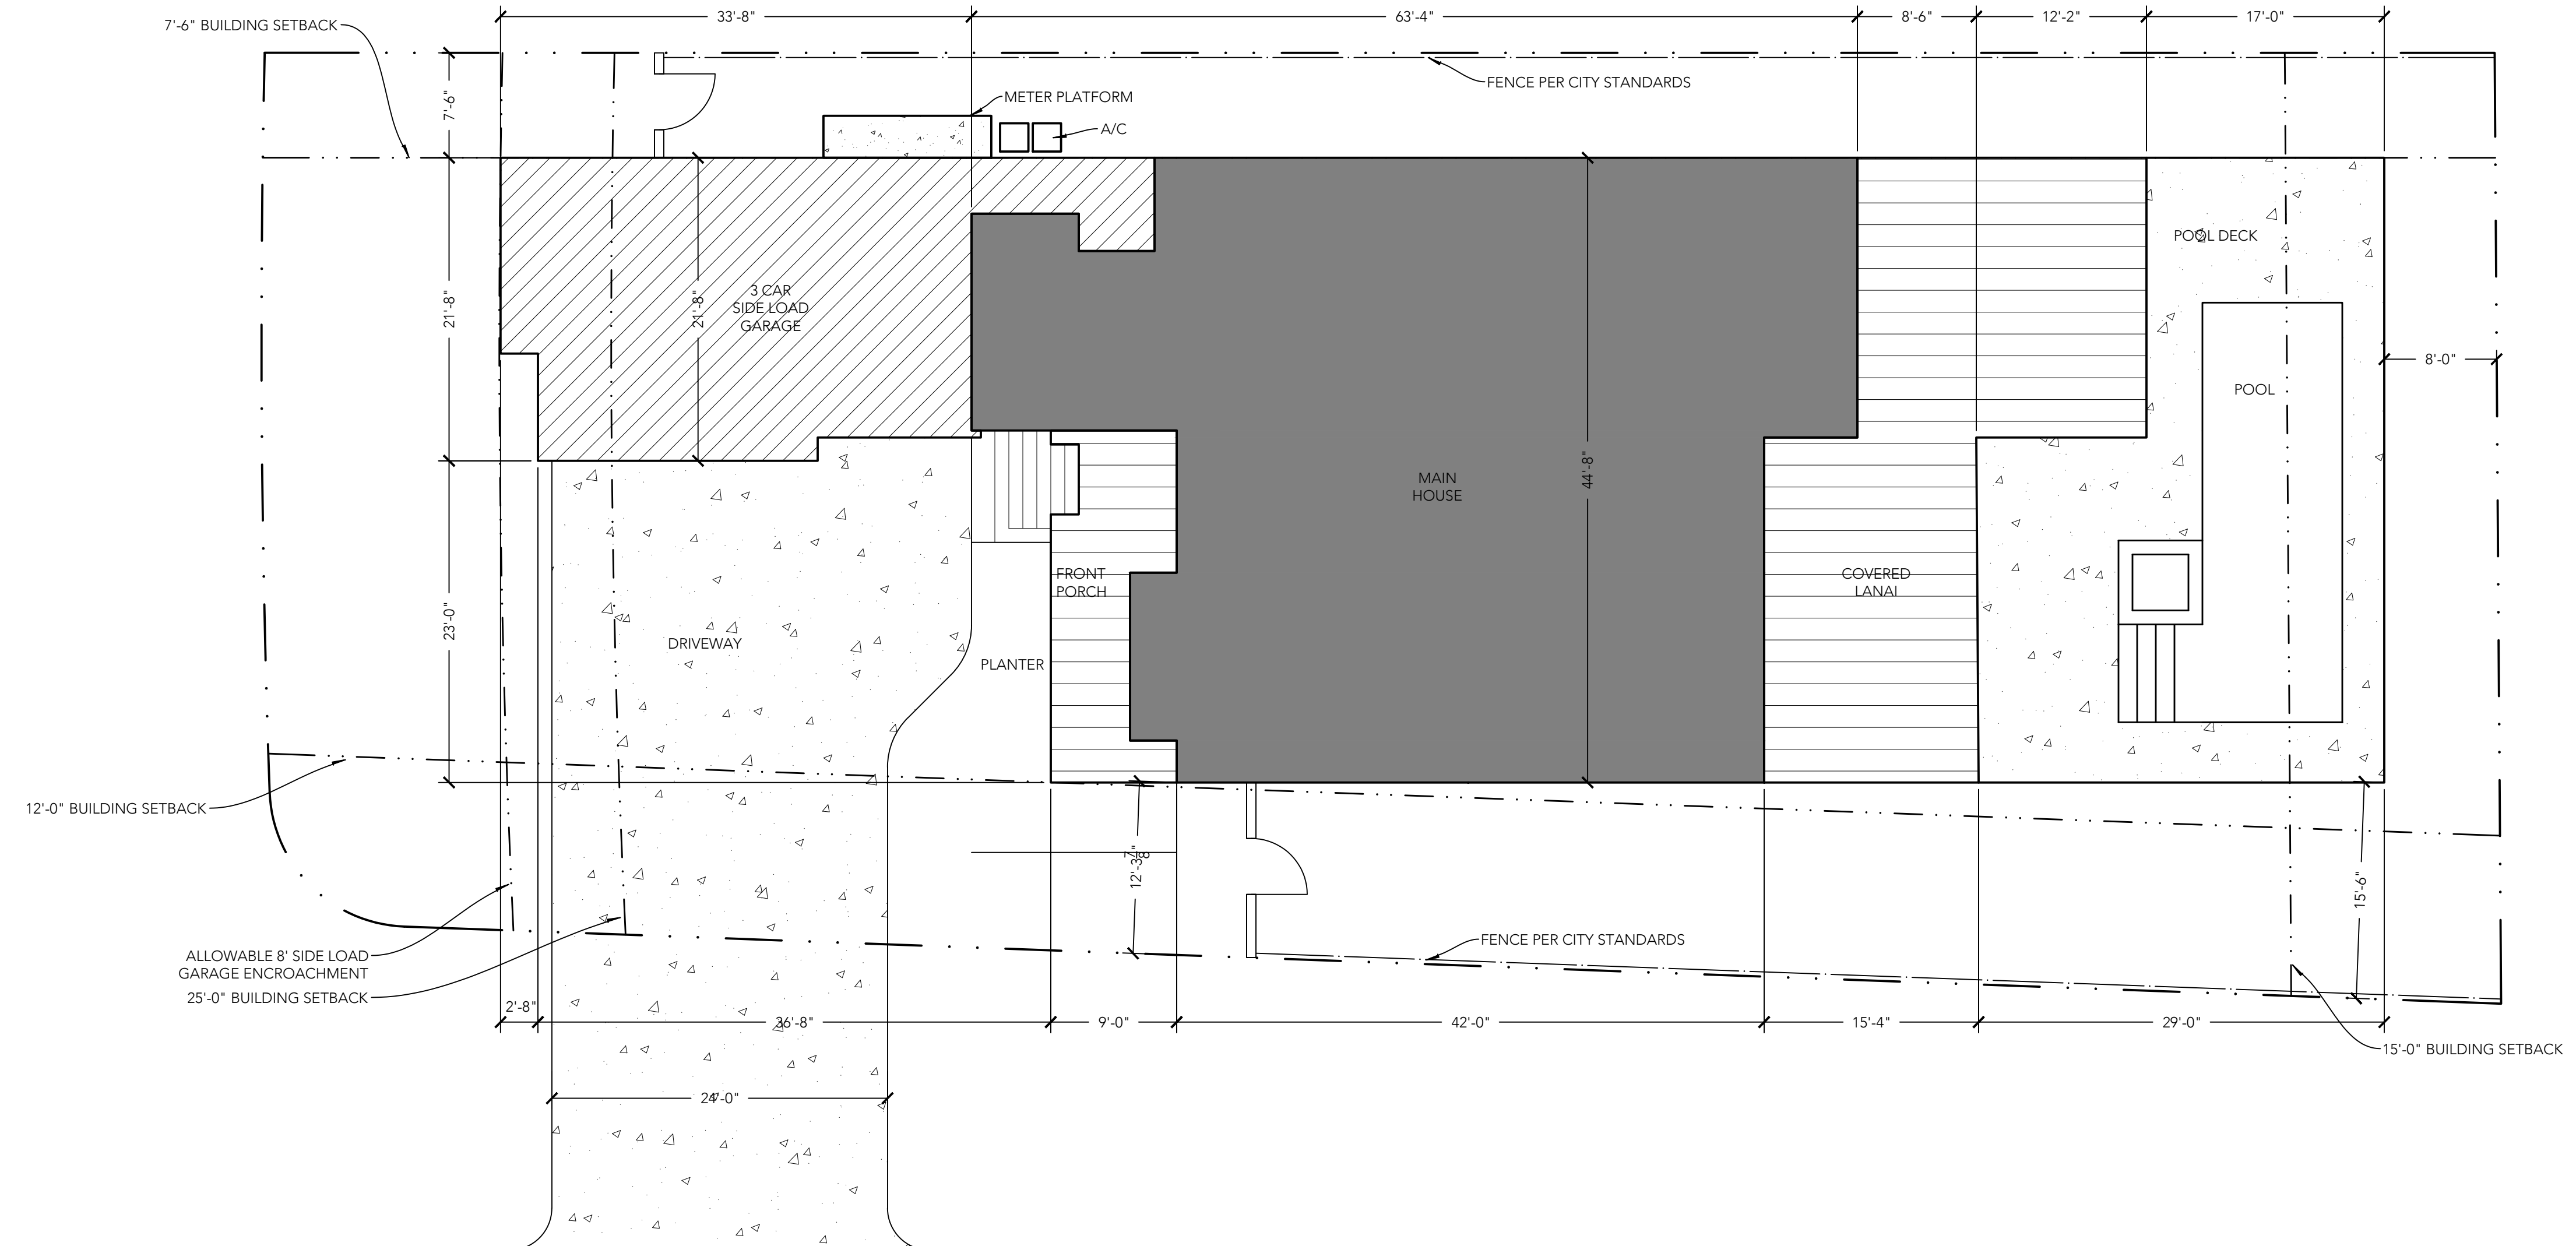 33'-8"
63'-4"
8'-6"
12'-2"
17'-0"
7'-6" BUILDING SETBACK
FENCE PER CITY STANDARDS
METER PLATFORM
7'-6"
A/C
POOL DECK
3 CAR
SIDE LOAD
GARAGE
21'-8"
21'-8"
8'-0"
POOL
MAIN
HOUSE
44'-8"
FRONT
PORCH
COVERED
LANAI
23'-0"
DRIVEWAY
PLANTER
12'-0" BUILDING SETBACK
15'-6"
FENCE PER CITY STANDARDS
ALLOWABLE 8' SIDE LOAD
GARAGE ENCROACHMENT
25'-0" BUILDING SETBACK
2'-8"
36'-8"
9'-0"
42'-0"
15'-4"
29'-0"
15'-0" BUILDING SETBACK